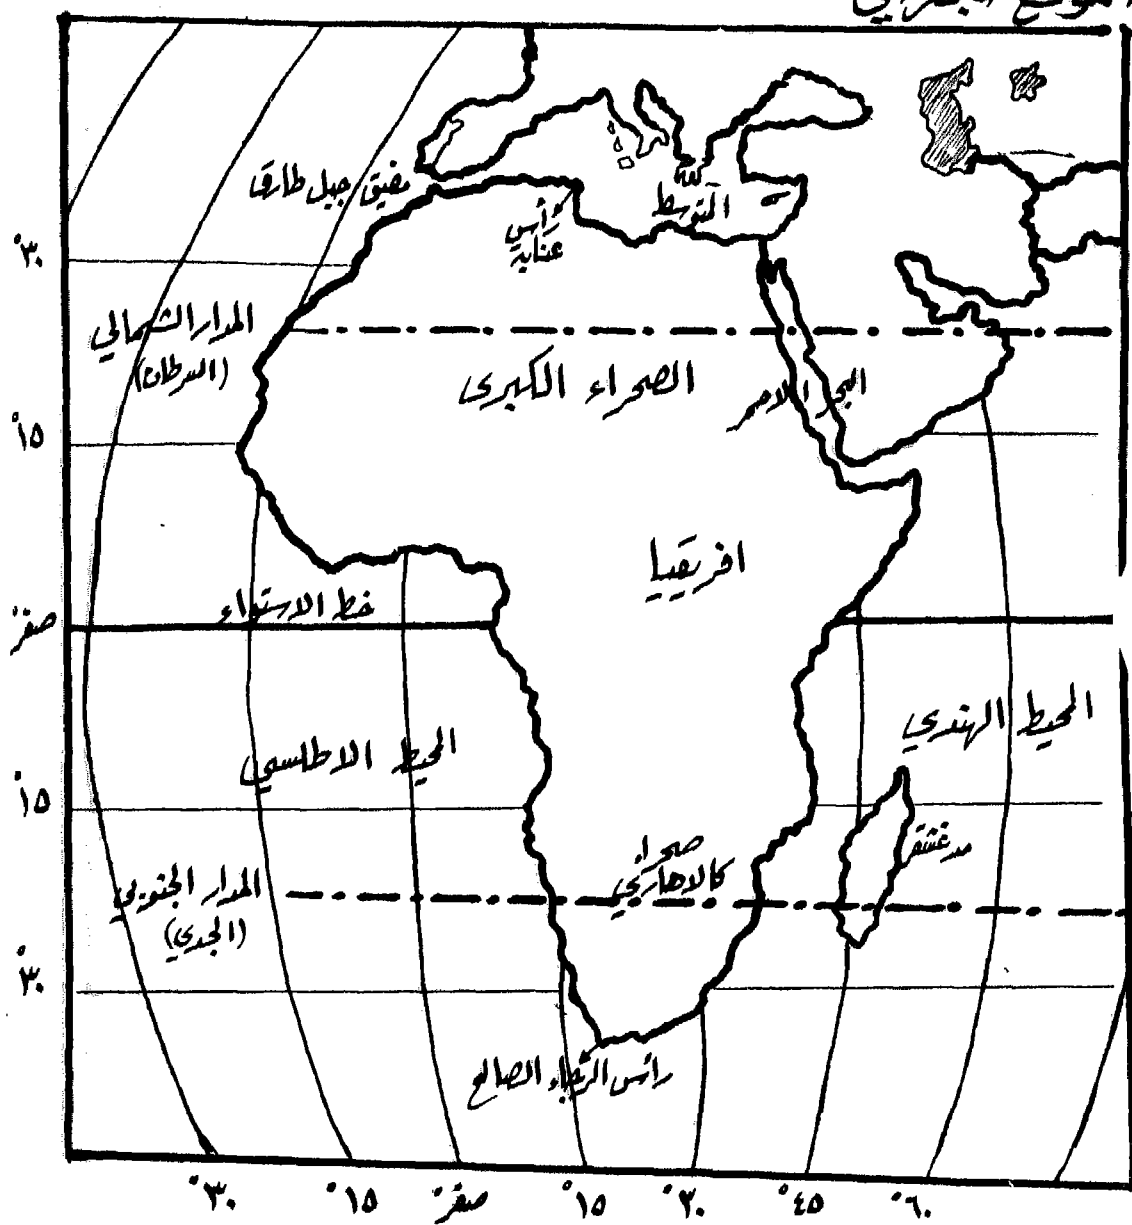 الموقع الجغرافي
مضيق جبل طارق
رأس
عنابه
المتوسط
°٣٠
المدار الشمالي
(السرطان)
الصحراء الكبرى
البحر الاحمر
°١٥
افريقيا
خط الاستواء
صفر°
المحيط الهندي
المحيط الاطلسي
°١٥
مدغشقر
صحراء
كالاهاري
المدار الجنوبي
(الجدي)
°٣٠
رأس الرجاء الصالح
°٣٠ °١٥ صفر° °١٥ °٣٠ °٤٥ °٦٠